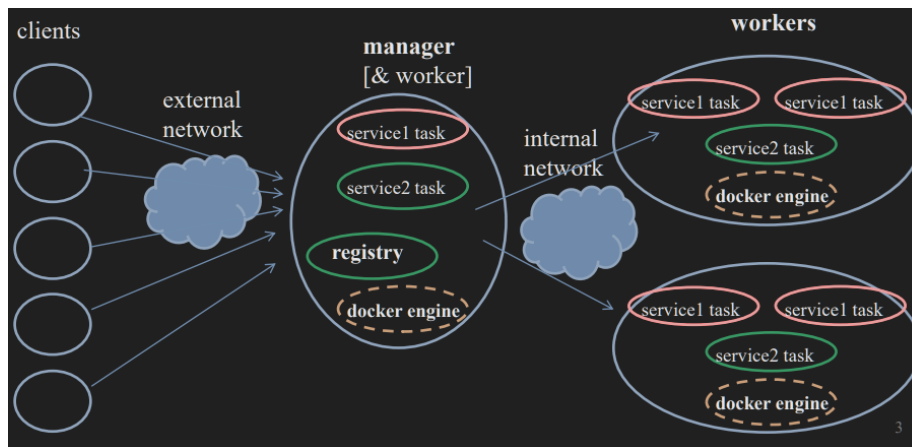 clients
external
network
manager
[& worker]
service1 task
service2 task
registry
docker engine
internal
network
workers
service1 task
service1 task
service2 task
docker engine
service1 task
service1 task
service2 task
docker engine
3